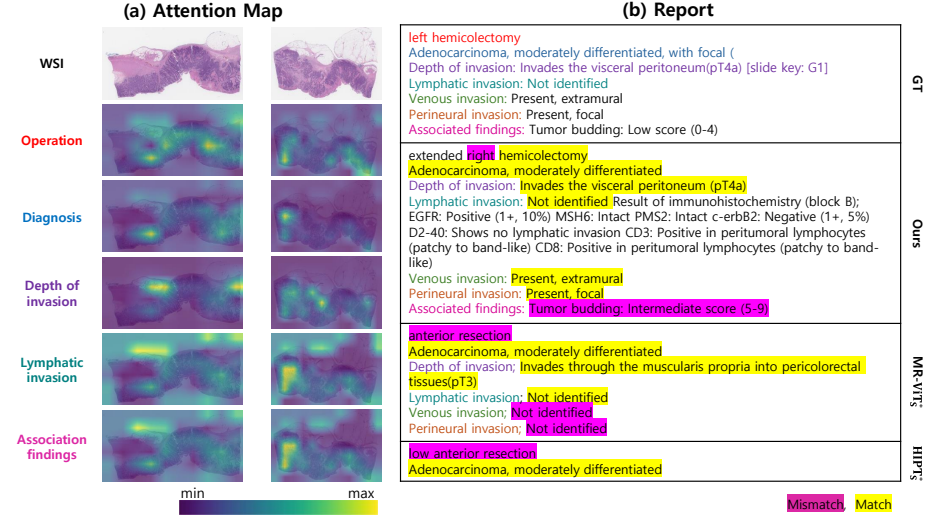 (a) Attention Map
(b) Report
WSI
Operation
Diagnosis
Depth of
invasion
Lymphatic
invasion
Association
findings
min
max
left hemicolectomy
Adenocarcinoma, moderately differentiated, with focal (
Depth of invasion: Invades the visceral peritoneum(pT4a) [slide key: G1]
Lymphatic invasion: Not identified
Venous invasion: Present, extramural
Perineural invasion: Present, focal
Associated findings: Tumor budding: Low score (0-4)
GT
extended right hemicolectomy
Adenocarcinoma, moderately differentiated
Depth of invasion: Invades the visceral peritoneum (pT4a)
Lymphatic invasion: Not identified Result of immunohistochemistry (block B);
EGFR: Positive (1+, 10%) MSH6: Intact PMS2: Intact c-erbB2: Negative (1+, 5%)
D2-40: Shows no lymphatic invasion CD3: Positive in peritumoral lymphocytes
(patchy to band-like) CD8: Positive in peritumoral lymphocytes (patchy to band-
like)
Venous invasion: Present, extramural
Perineural invasion: Present, focal
Associated findings: Tumor budding: Intermediate score (5-9)
Ours
anterior resection
Adenocarcinoma, moderately differentiated
Depth of invasion; Invades through the muscularis propria into pericolorectal
tissues(pT3)
Lymphatic invasion; Not identified
Venous invasion; Not identified
Perineural invasion; Not identified
MR-ViTS*
low anterior resection
Adenocarcinoma, moderately differentiated
HIPTS*
Mismatch, Match